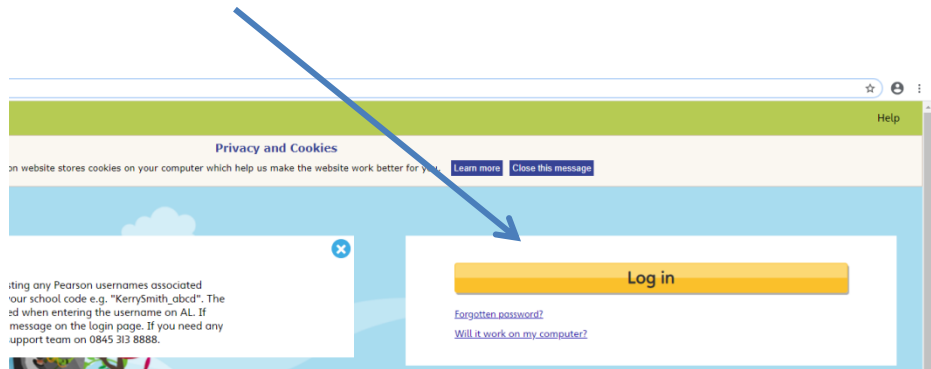 Help
Privacy and Cookies
on website stores cookies on your computer which help us make the website work better for you. Learn more Close this message
sting any Pearson usernames associated
your school code e.g. "KerrySmith_abcd". The
ed when entering the username on AL. If
message on the login page. If you need any
support team on 0845 313 8888.
Log in
Forgotten password?
Will it work on my computer?